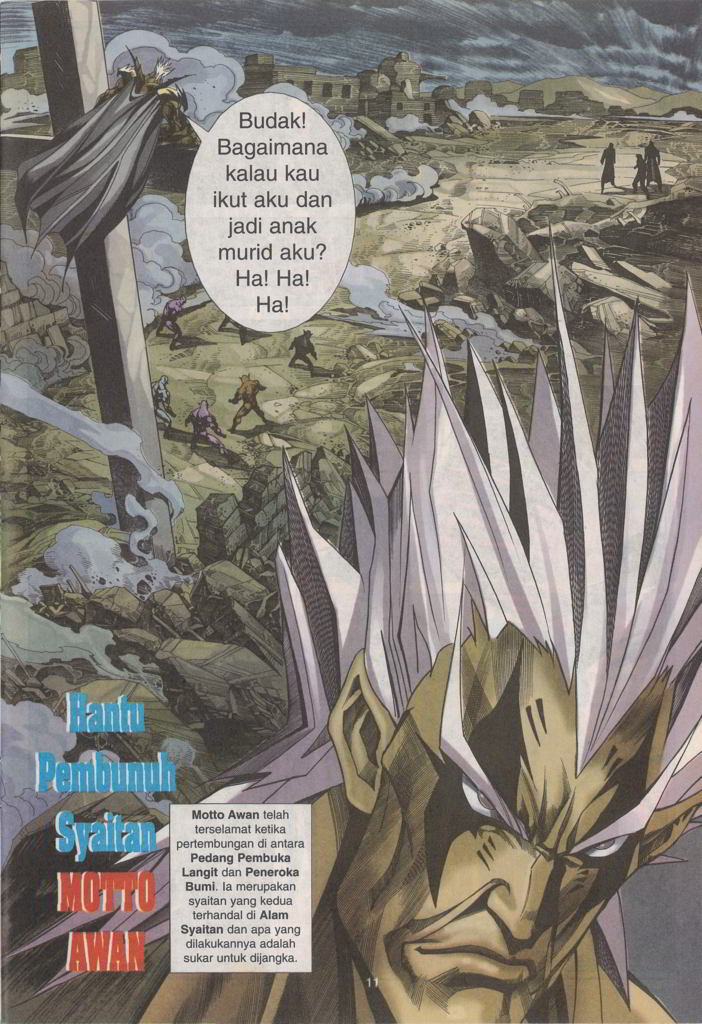 Budak!
Bagaimana
kalau kau
ikut aku dan
jadi anak
murid aku?
Ha! Ha!
Ha!
Hantu
Pembunuh
Syaitan
MOTTO
AWAN
Motto Awan telah
terselamat ketika
pertembungan di antara
Pedang Pembuka
Langit dan Peneroka
Bumi. Ia merupakan
syaitan yang kedua
terhandal di Alam
Syaitan dan apa yang
dilakukannya adalah
sukar untuk dijangka.
11